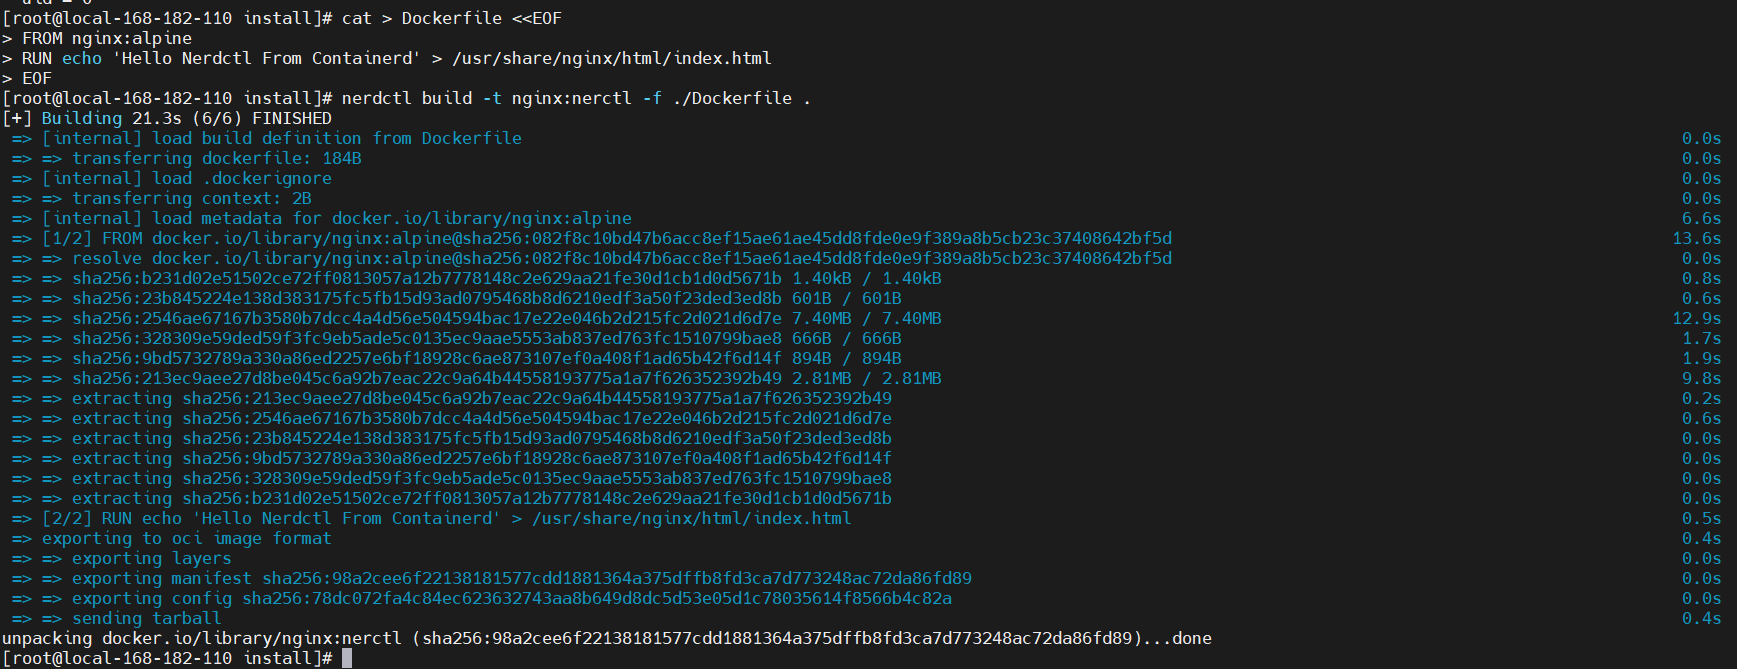 [root@local-168-182-110 install]# cat > Dockerfile <<EOF
> FROM nginx:alpine
> RUN echo 'Hello Nerdctl From Containerd' > /usr/share/nginx/html/index.html
> EOF
[root@local-168-182-110 install]# nerdctl build -t nginx:nerctl -f ./Dockerfile .
[+] Building 21.3s (6/6) FINISHED
=> [internal] load build definition from Dockerfile 0.0s
=> => transferring dockerfile: 184B 0.0s
=> [internal] load .dockerignore 0.0s
=> => transferring context: 2B 0.0s
=> [internal] load metadata for docker.io/library/nginx:alpine 6.6s
=> [1/2] FROM docker.io/library/nginx:alpine@sha256:082f8c10bd47b6acc8ef15ae61ae45dd8fde0e9f389a8b5cb23c37408642bf5d 13.6s
=> => resolve docker.io/library/nginx:alpine@sha256:082f8c10bd47b6acc8ef15ae61ae45dd8fde0e9f389a8b5cb23c37408642bf5d 0.0s
=> => sha256:b231d02e51502ce72ff0813057a12b7778148c2e629aa21fe30d1cb1d0d5671b 1.40kB / 1.40kB 0.8s
=> => sha256:23b845224e138d383175fc5fb15d93ad0795468b8d6210edf3a50f23ded3ed8b 601B / 601B 0.6s
=> => sha256:2546ae67167b3580b7dcc4a4d56e504594bac17e22e046b2d215fc2d021d6d7e 7.40MB / 7.40MB 12.9s
=> => sha256:328309e59ded59f3fc9eb5ade5c0135ec9aae5553ab837ed763fc1510799bae8 666B / 666B 1.7s
=> => sha256:9bd5732789a330a86ed2257e6bf18928c6ae873107ef0a408f1ad65b42f6d14f 894B / 894B 1.9s
=> => sha256:213ec9aee27d8be045c6a92b7eac22c9a64b44558193775a1a7f626352392b49 2.81MB / 2.81MB 9.8s
=> => extracting sha256:213ec9aee27d8be045c6a92b7eac22c9a64b44558193775a1a7f626352392b49 0.2s
=> => extracting sha256:2546ae67167b3580b7dcc4a4d56e504594bac17e22e046b2d215fc2d021d6d7e 0.6s
=> => extracting sha256:23b845224e138d383175fc5fb15d93ad0795468b8d6210edf3a50f23ded3ed8b 0.0s
=> => extracting sha256:9bd5732789a330a86ed2257e6bf18928c6ae873107ef0a408f1ad65b42f6d14f 0.0s
=> => extracting sha256:328309e59ded59f3fc9eb5ade5c0135ec9aae5553ab837ed763fc1510799bae8 0.0s
=> => extracting sha256:b231d02e51502ce72ff0813057a12b7778148c2e629aa21fe30d1cb1d0d5671b 0.0s
=> [2/2] RUN echo 'Hello Nerdctl From Containerd' > /usr/share/nginx/html/index.html 0.5s
=> exporting to oci image format 0.4s
=> => exporting layers 0.0s
=> => exporting manifest sha256:98a2cee6f22138181577cdd1881364a375dffb8fd3ca7d773248ac72da86fd89 0.0s
=> => exporting config sha256:78dc072fa4c84ec623632743aa8b649d8dc5d53e05d1c78035614f8566b4c82a 0.0s
=> => sending tarball 0.4s
unpacking docker.io/library/nginx:nerctl (sha256:98a2cee6f22138181577cdd1881364a375dffb8fd3ca7d773248ac72da86fd89)...done
[root@local-168-182-110 install]#